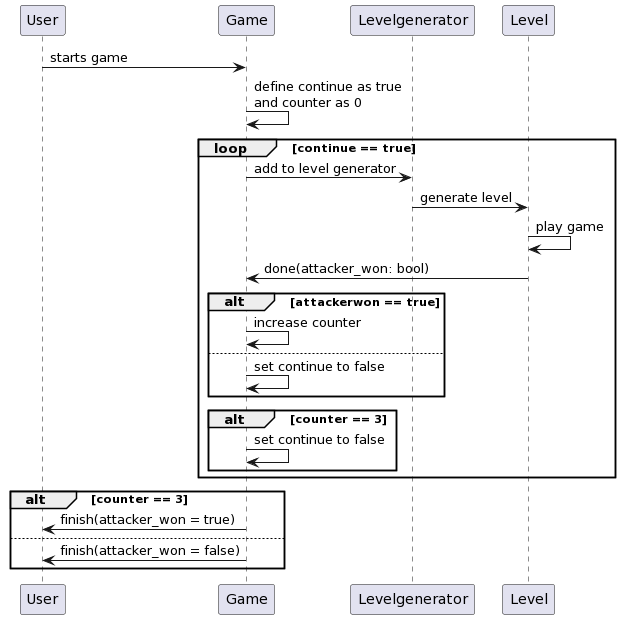 User
Game
Levelgenerator
Level
starts game
define continue as true
and counter as 0
loop
[continue == true]
add to level generator
generate level
play game
done(attacker_won: bool)
alt
[attackerwon == true]
increase counter
set continue to false
alt
[counter == 3]
set continue to false
alt
[counter == 3]
finish(attacker_won = true)
finish(attacker_won = false)
User
Game
Levelgenerator
Level